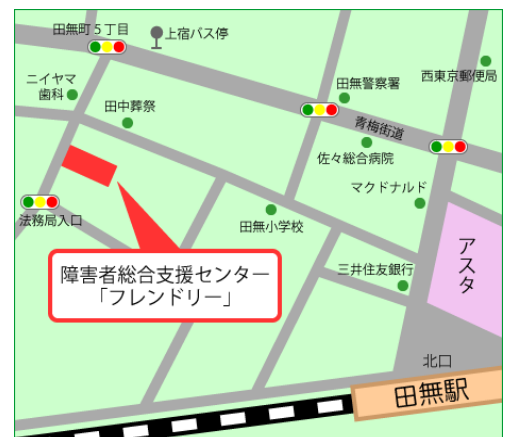 田無町5丁目
上宿バス停
ニイヤマ
歯科
田中葬祭
田無警察署
西東京郵便局
青梅街道
佐々総合病院
マクドナルド
法務局入口
田無小学校
アスタ
三井住友銀行
障害者総合支援センター
「フレンドリー」
北口
田無駅